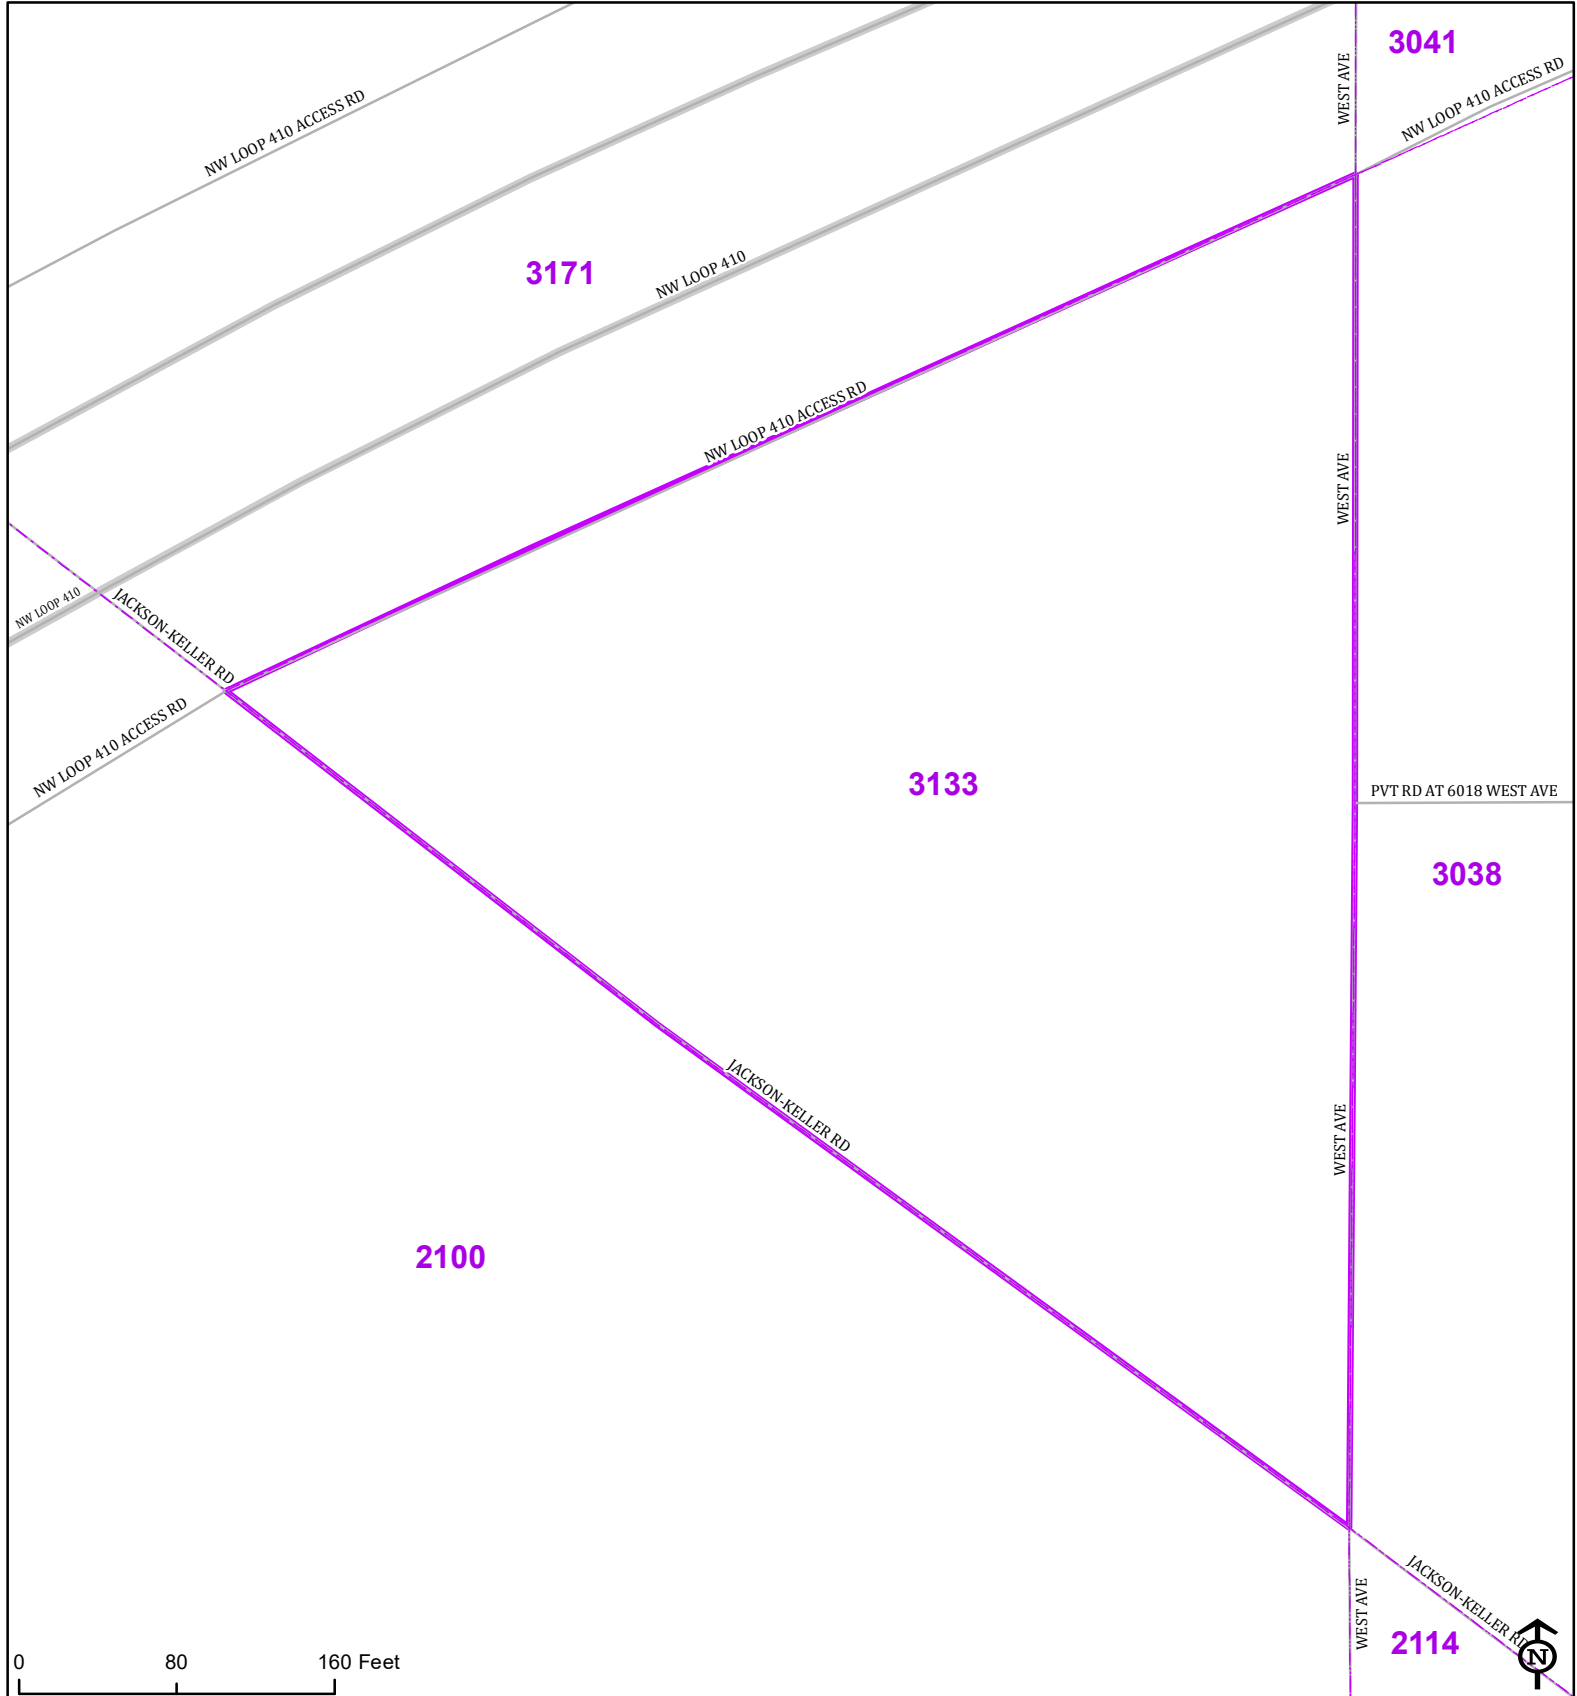 3041
WEST AVE
NW LOOP 410 ACCESS RD
NW LOOP 410 ACCESS RD
3171
NW LOOP 410
NW LOOP 410 ACCESS RD
WEST AVE
NW LOOP 410
JACKSON-KELLER RD
NW LOOP 410 ACCESS RD
3133
PVT RD AT 6018 WEST AVE
3038
JACKSON-KELLER RD
WEST AVE
2100
JACKSON-KELLER RD
WEST AVE
2114
N
0 80 160 Feet